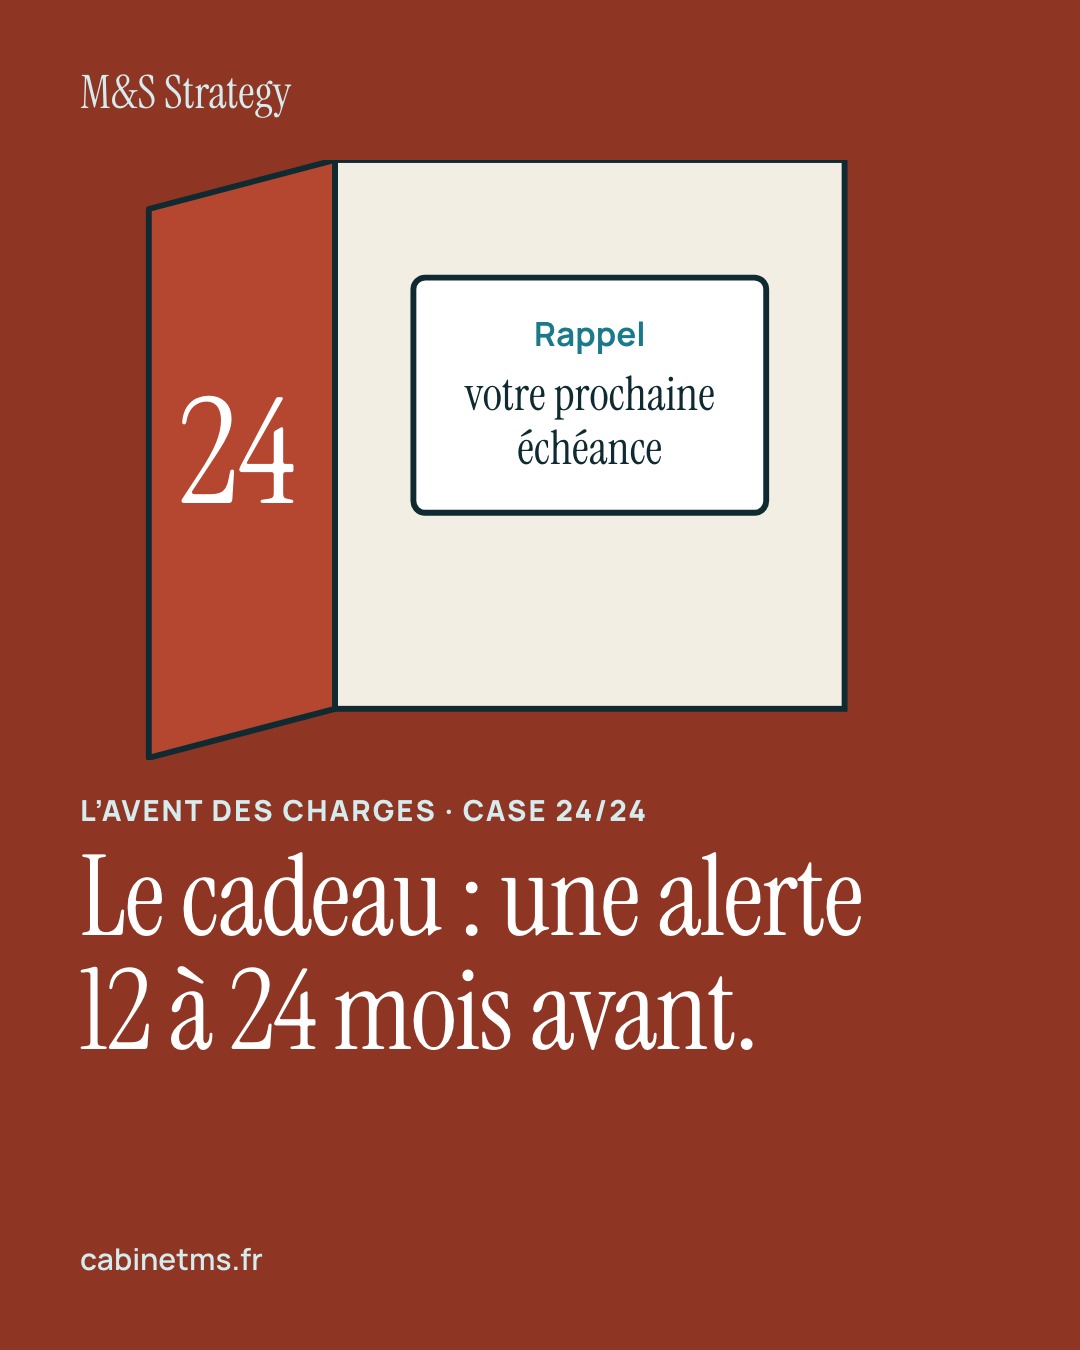 M&S Strategy
24
Rappel
votre prochaine
échéance
L’AVENT DES CHARGES · CASE 24/24
Le cadeau : une alerte
12 à 24 mois avant.
cabinetms.fr